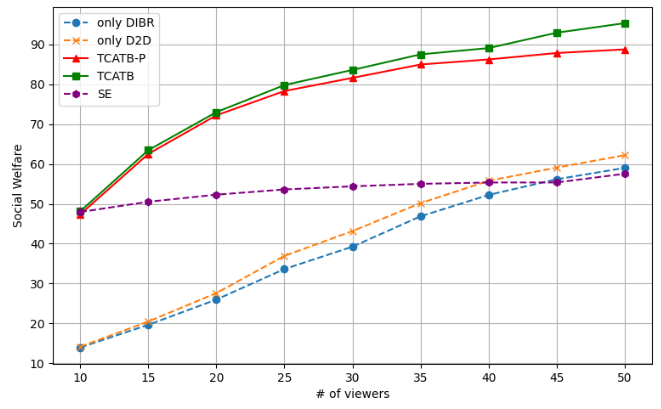 only DIBR
only D2D
TCATB-P
TCATB
SE
Social Welfare
90
80
70
60
50
40
30
20
10
10 15 20 25 30 35 40 45 50
# of viewers